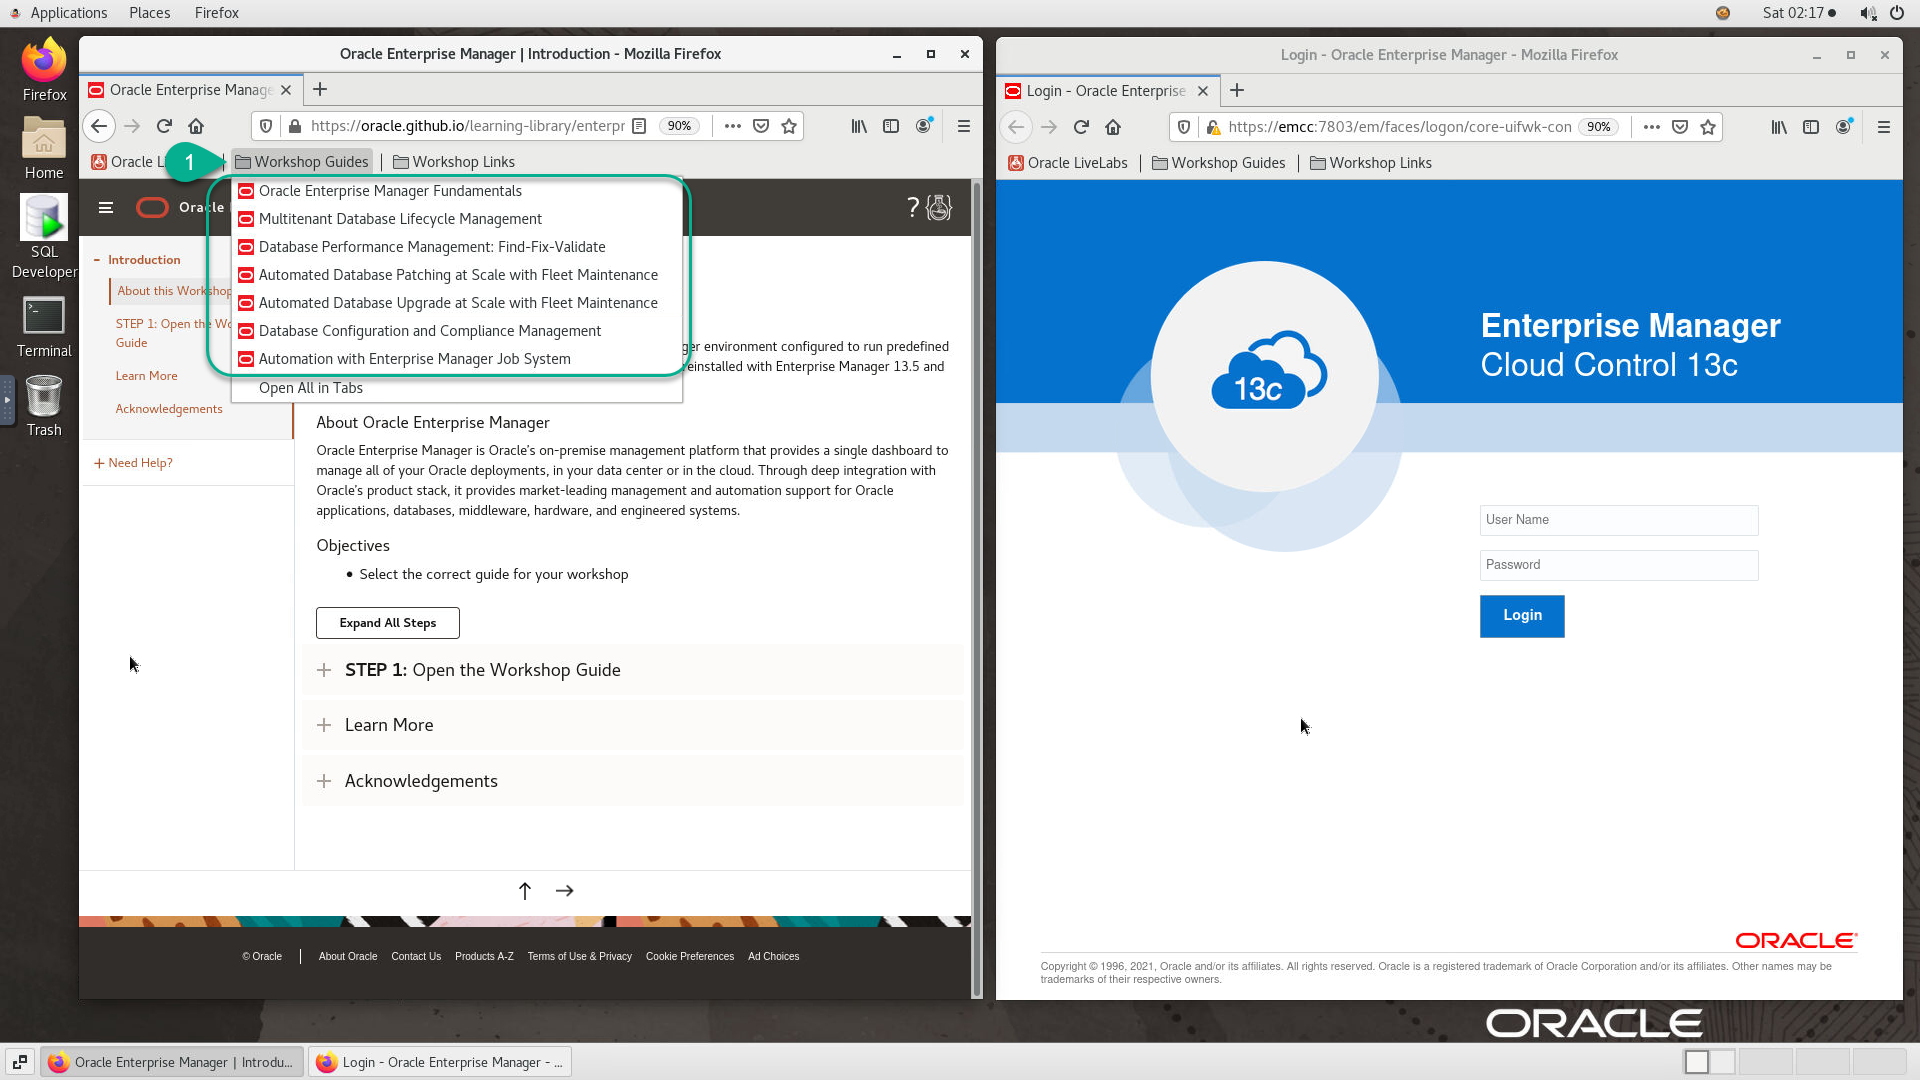 Applications Places Firefox
Sat 02:17
Firefox
Home
SQL
Developer
Terminal
Trash
Oracle Enterprise Manager | Introduction - Mozilla Firefox
Oracle Enterprise Manage
https://oracle.github.io/learning-library/enterpr
90%
Oracle Li
1
Workshop Guides
Workshop Links
Oracle Enterprise Manager Fundamentals
Multitenant Database Lifecycle Management
Database Performance Management: Find-Fix-Validate
Automated Database Patching at Scale with Fleet Maintenance
Automated Database Upgrade at Scale with Fleet Maintenance
Database Configuration and Compliance Management
Automation with Enterprise Manager Job System
Open All in Tabs
Oracle
?
Introduction
About this Workshop
STEP 1: Open the Wo
Guide
Learn More
Acknowledgements
Need Help?
ger environment configured to run predefined
reinstalled with Enterprise Manager 13.5 and
About Oracle Enterprise Manager
Oracle Enterprise Manager is Oracle's on-premise management platform that provides a single dashboard to
manage all of your Oracle deployments, in your data center or in the cloud. Through deep integration with
Oracle's product stack, it provides market-leading management and automation support for Oracle
applications, databases, middleware, hardware, and engineered systems.
Objectives
• Select the correct guide for your workshop
Expand All Steps
STEP 1: Open the Workshop Guide
Learn More
Acknowledgements
© Oracle | About Oracle Contact Us Products A-Z Terms of Use & Privacy Cookie Preferences Ad Choices
Login - Oracle Enterprise Manager - Mozilla Firefox
Login - Oracle Enterprise
https://emcc:7803/em/faces/logon/core-uifwk-con
90%
Oracle LiveLabs
Workshop Guides
Workshop Links
13c
Enterprise Manager
Cloud Control 13c
User Name
Password
Login
ORACLE
Copyright © 1996, 2021, Oracle and/or its affiliates. All rights reserved. Oracle is a registered trademark of Oracle Corporation and/or its affiliates. Other names may be
trademarks of their respective owners.
ORACLE
Oracle Enterprise Manager | Introdu...
Login - Oracle Enterprise Manager - ...